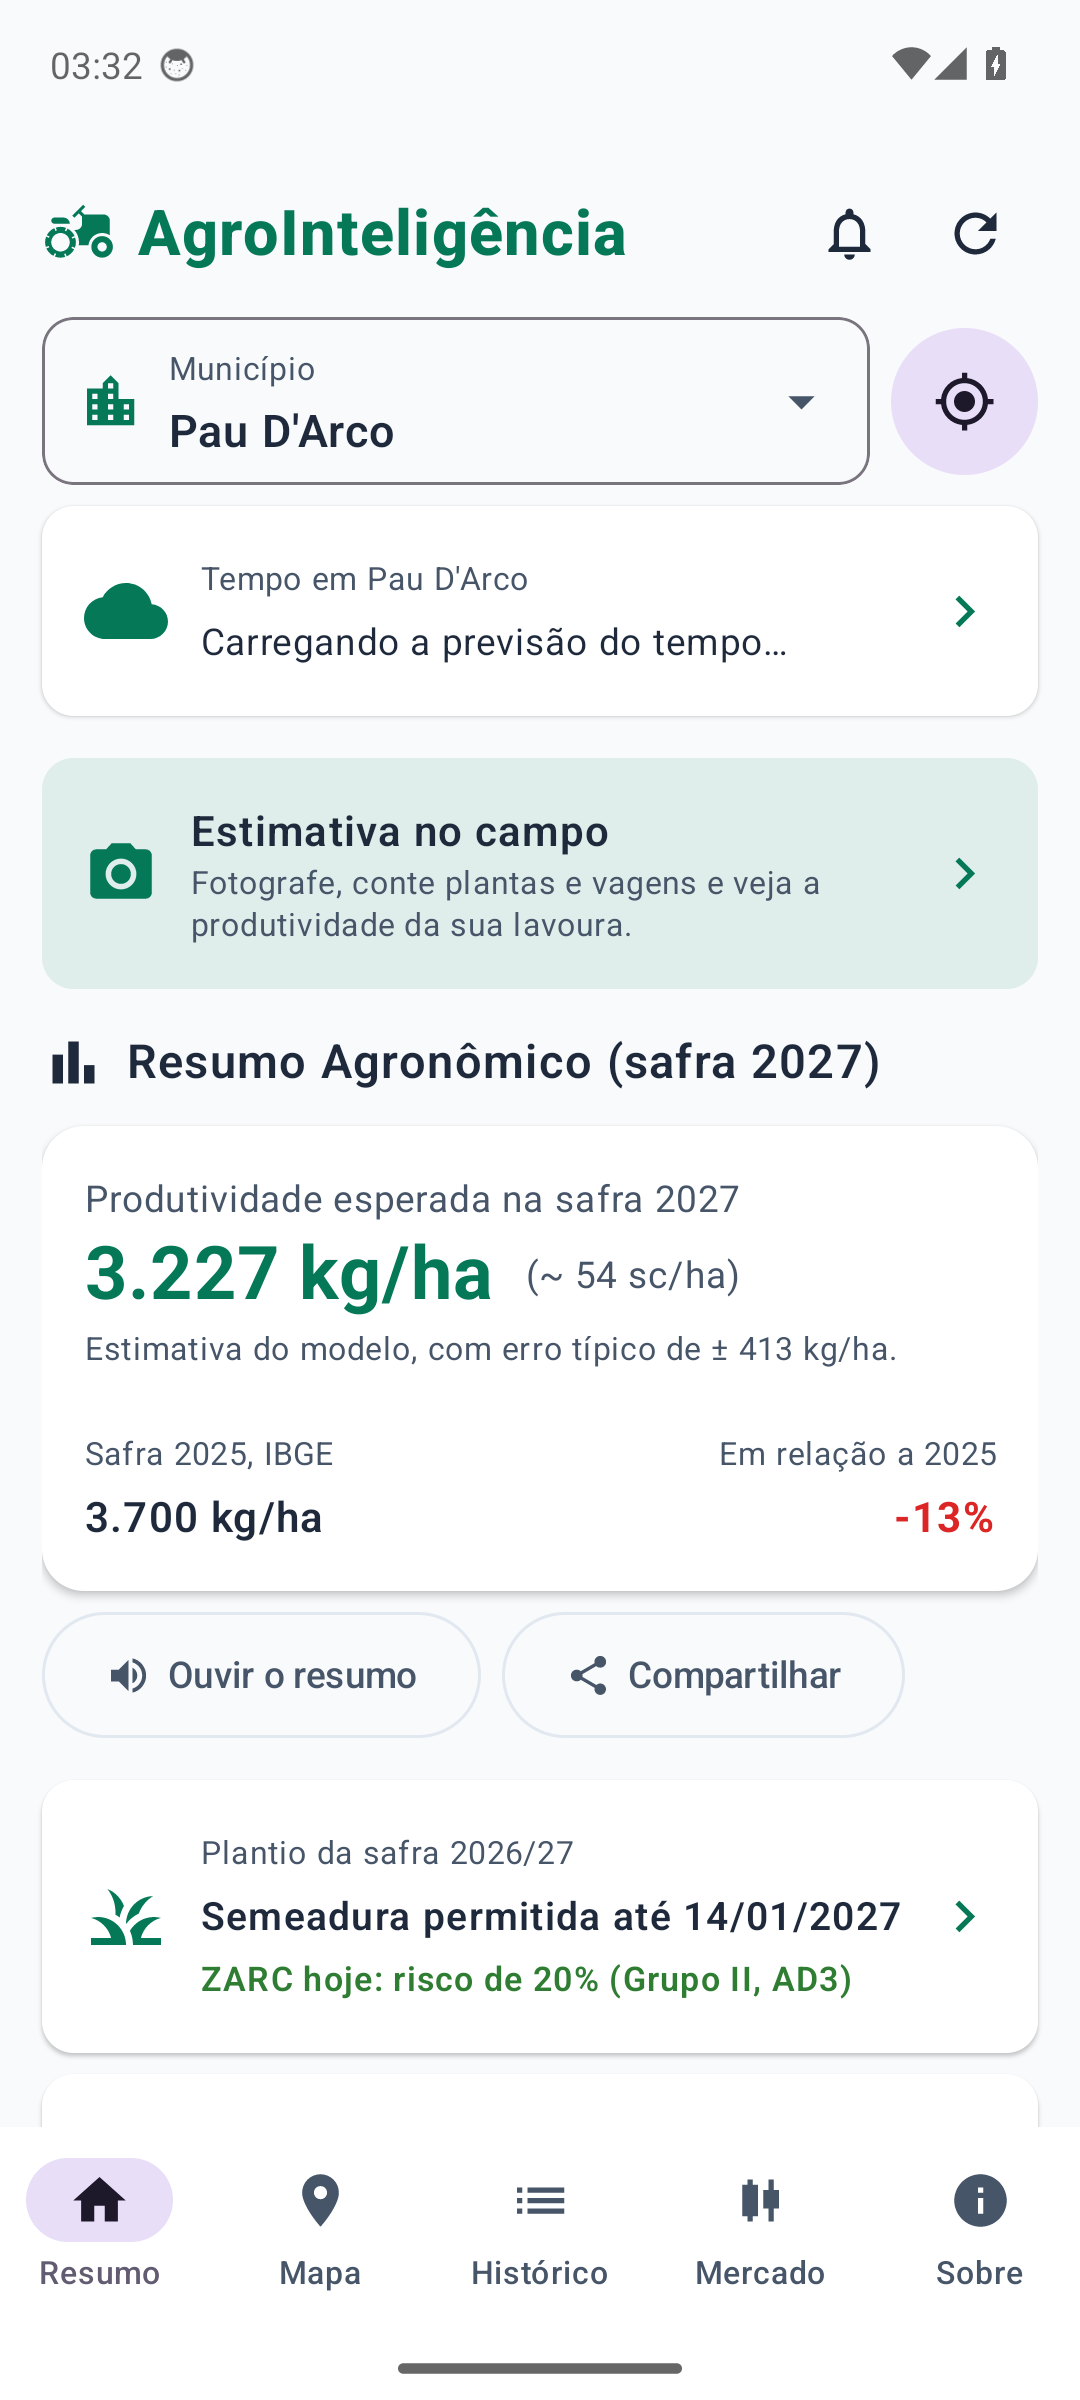 03:32
AgroInteligência
Município
Pau D'Arco
Tempo em Pau D'Arco
Carregando a previsão do tempo…
Estimativa no campo
Fotografe, conte plantas e vagens e veja a
produtividade da sua lavoura.
Resumo Agronômico (safra 2027)
Produtividade esperada na safra 2027
3.227 kg/ha (~ 54 sc/ha)
Estimativa do modelo, com erro típico de ± 413 kg/ha.
Safra 2025, IBGE
Em relação a 2025
3.700 kg/ha
-13%
Ouvir o resumo
Compartilhar
Plantio da safra 2026/27
Semeadura permitida até 14/01/2027
ZARC hoje: risco de 20% (Grupo II, AD3)
Resumo
Mapa
Histórico
Mercado
Sobre